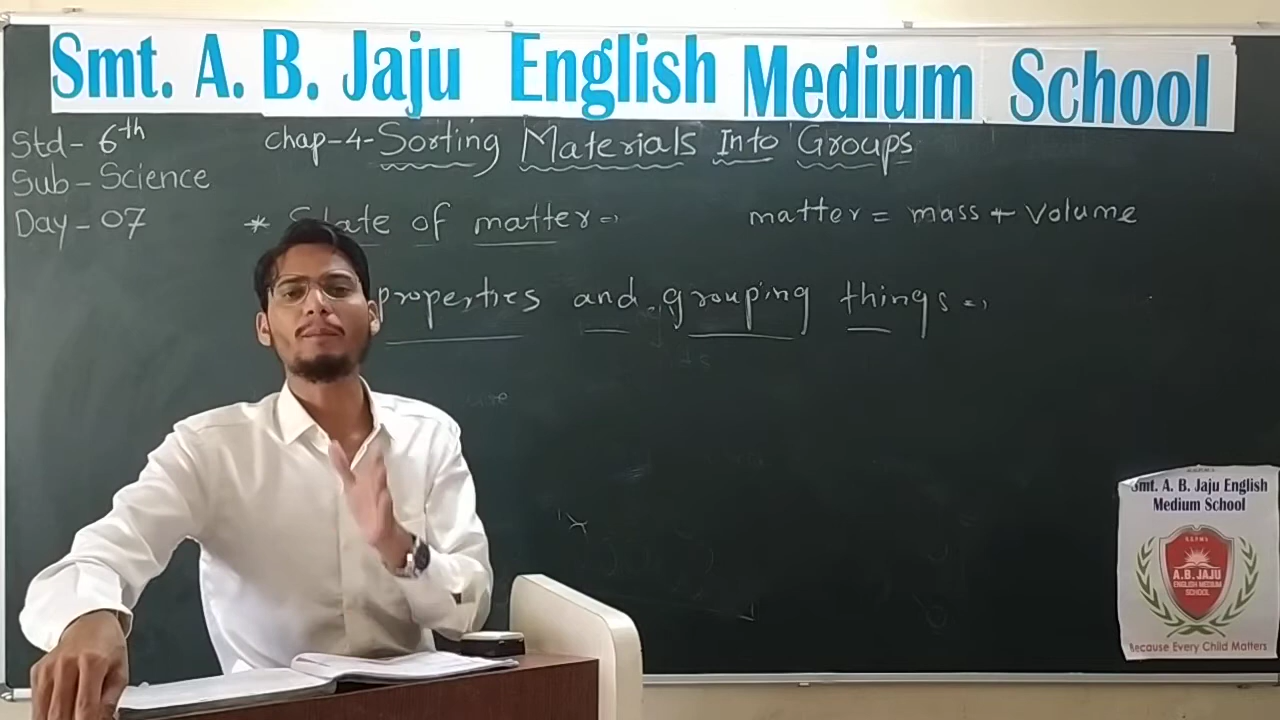 Smt. A. B. Jaju English Medium School
Std - 6th
Sub - Science
Day - 07
chap-4- Sorting Materials Into Groups
* State of matter =>
matter = mass + volume
properties and grouping things =>
Smt. A. B. Jaju English
Medium School
A.B. JAJU
ENGLISH MEDIUM
SCHOOL
Because Every Child Matters